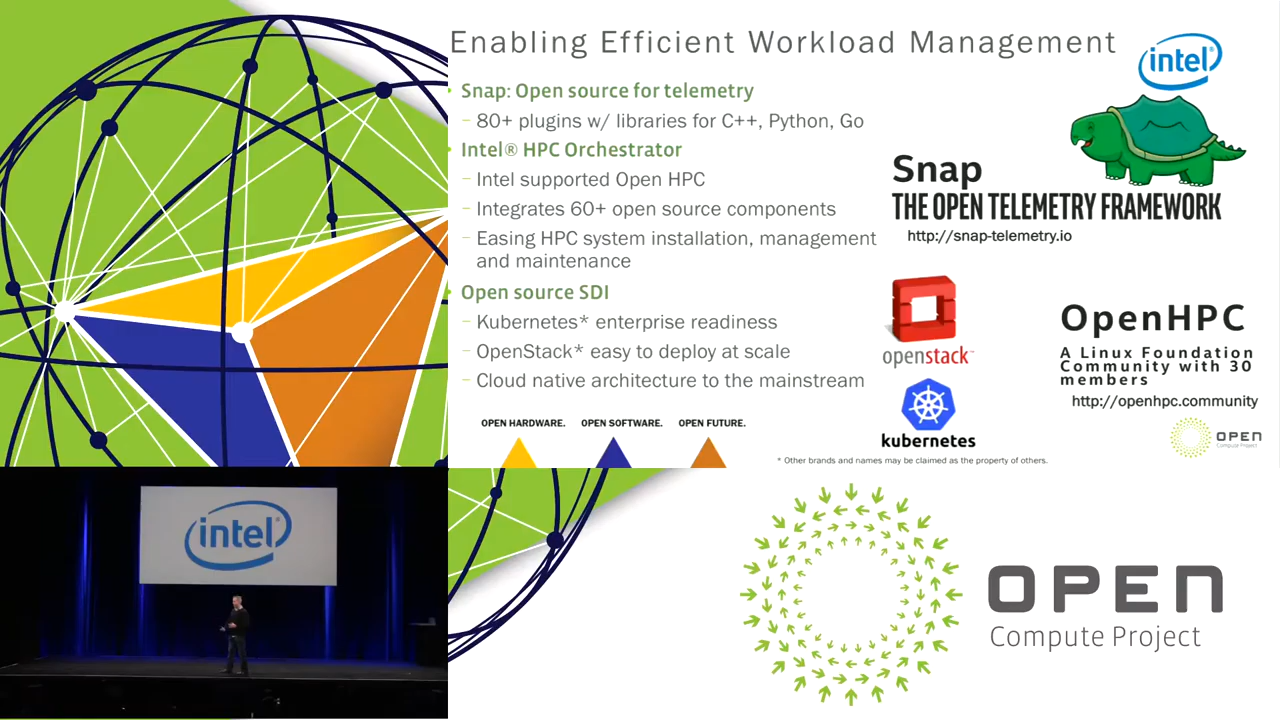 Enabling Efficient Workload Management
intel®
Snap: Open source for telemetry
– 80+ plugins w/ libraries for C++, Python, Go
Intel® HPC Orchestrator
– Intel supported Open HPC
– Integrates 60+ open source components
– Easing HPC system installation, management
and maintenance
Open source SDI
– Kubernetes* enterprise readiness
– OpenStack* easy to deploy at scale
– Cloud native architecture to the mainstream
Snap
THE OPEN TELEMETRY FRAMEWORK
http://snap-telemetry.io
openstack™
kubernetes
OpenHPC
A Linux Foundation
Community with 30
members
http://openhpc.community
OPEN HARDWARE. OPEN SOFTWARE. OPEN FUTURE.
* Other brands and names may be claimed as the property of others.
OPEN
Compute Project
intel
OPEN
Compute Project